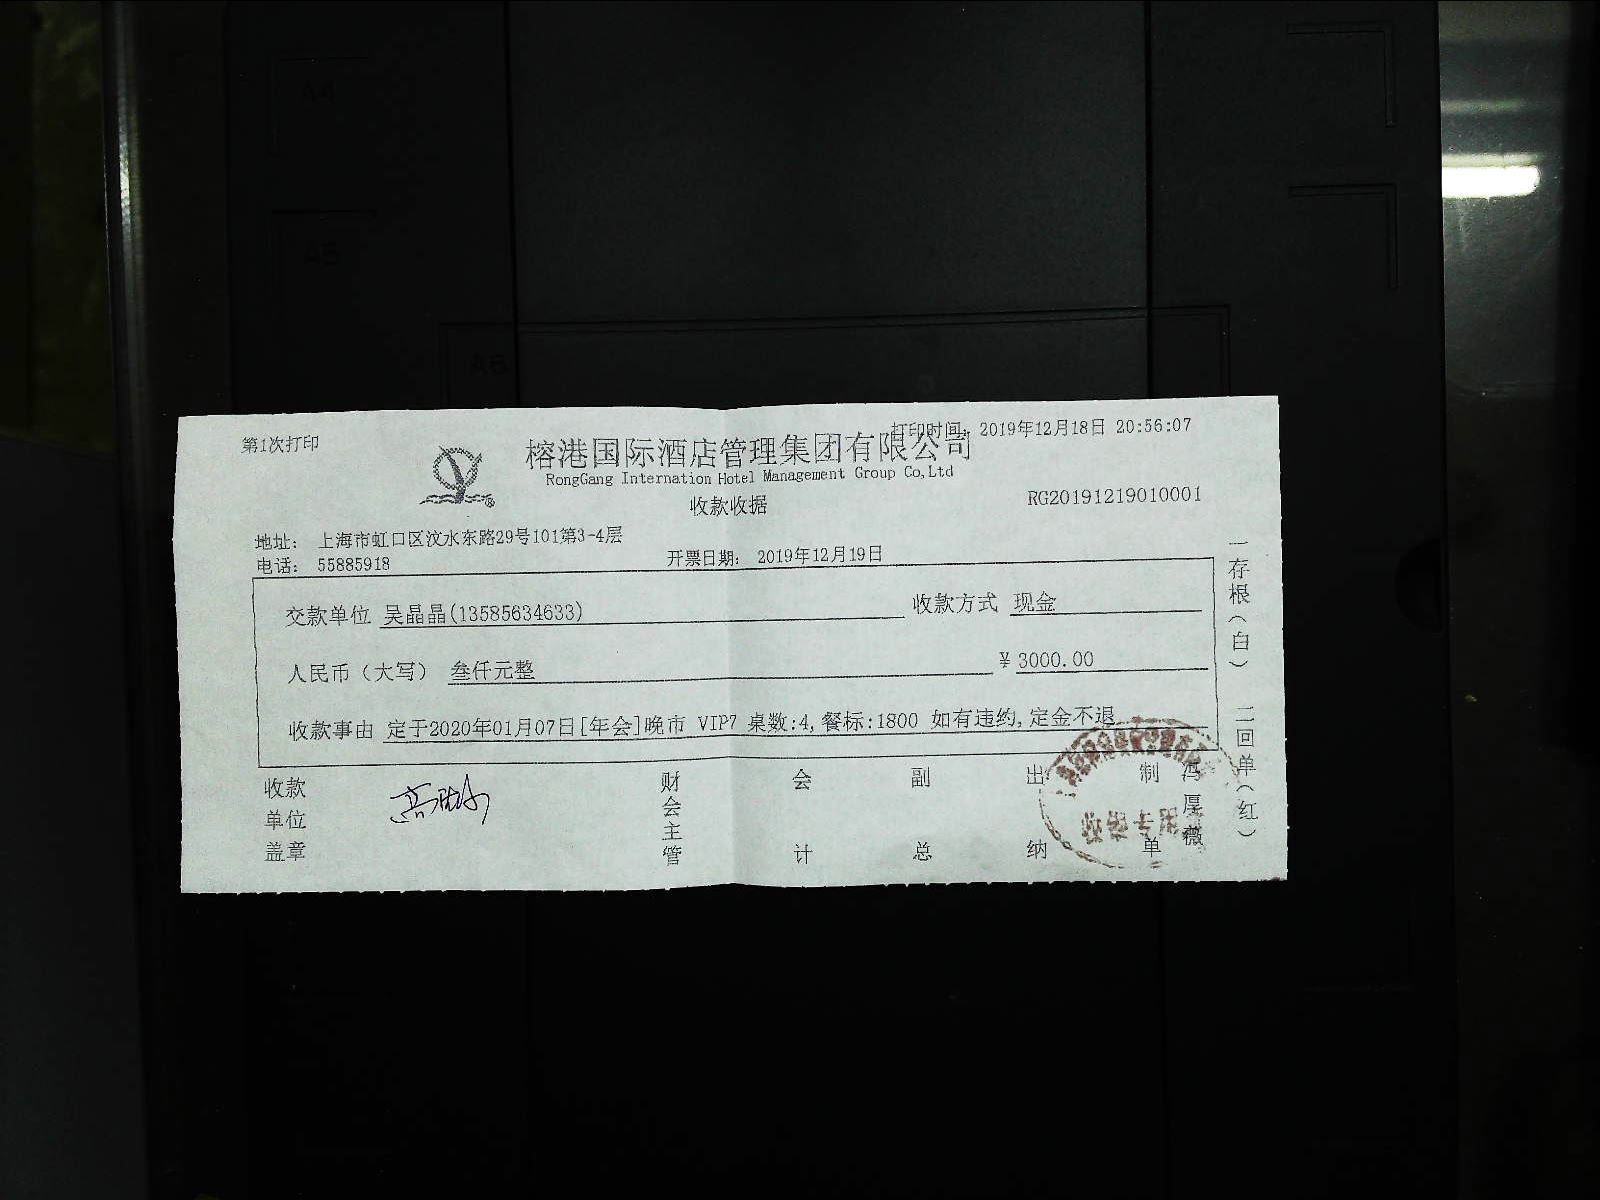 A4
A5
A6
第1次打印
打印时间: 2019年12月18日 20:56:07
榕港国际酒店管理集团有限公司
RongGang Internation Hotel Management Group Co,Ltd
收款收据
RG20191219010001
地址: 上海市虹口区汶水东路29号101第3-4层
电话: 55885918
开票日期: 2019年12月19日
交款单位 吴晶晶(13585634633)
收款方式 现金
人民币(大写) 叁仟元整
¥ 3000.00
收款事由 定于2020年01月07日[年会]晚市 VIP7 桌数:4,餐标:1800 如有违约,定金不退
收款单位盖章
财会主管
会计
副总
出纳
制单
冯厚薇
一存根(白) 二回单(红)